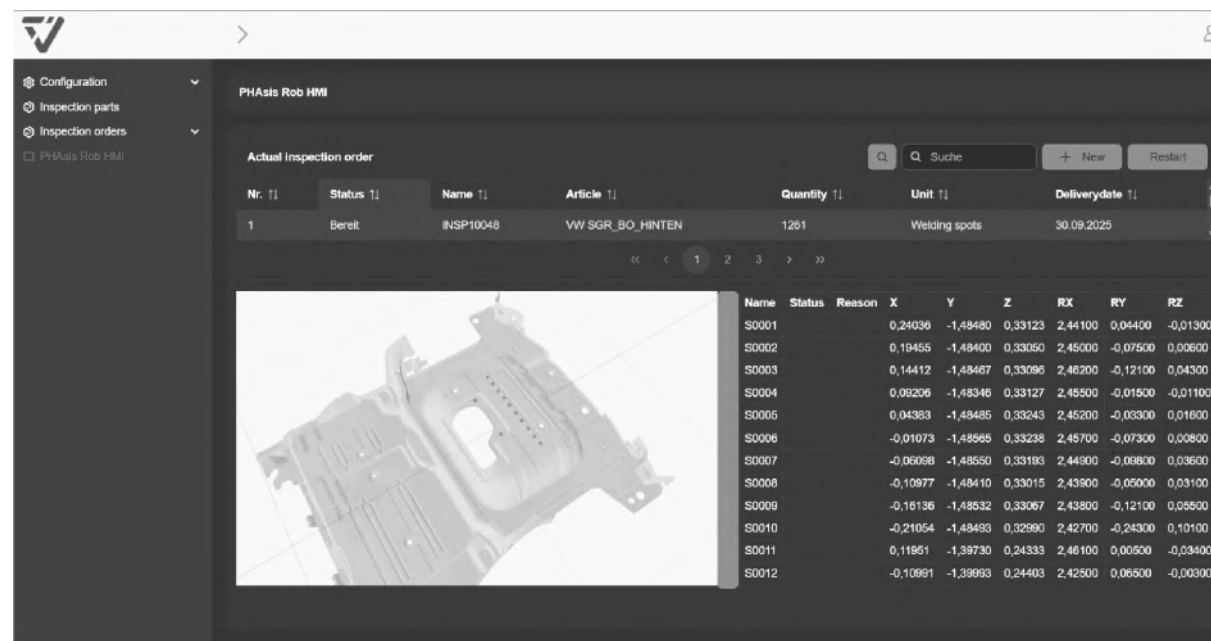 Configuration
Inspection parts
Inspection orders
PHAsis Rob HMI
PHAsis Rob HMI
Actual inspection order
Suche
+ New
Restart
Nr. Status Name Article Quantity Unit Deliverydate
1 Bereit INSP10048 VW SGR_BO_HINTEN 1261 Welding spots 30.09.2025
« ‹ 1 2 3 › »
Name Status Reason X Y Z RX RY RZ
S0001 0,24036 -1,48480 0,33123 2,44100 0,04400 -0,01300
S0002 0,19455 -1,48400 0,33050 2,45000 -0,07500 0,00600
S0003 0,14412 -1,48467 0,33096 2,46200 -0,12100 0,04300
S0004 0,09206 -1,48346 0,33127 2,45500 -0,01500 -0,01100
S0005 0,04383 -1,48485 0,33243 2,45200 -0,03300 0,01600
S0006 -0,01073 -1,48565 0,33238 2,45700 -0,07300 0,00800
S0007 -0,06098 -1,48550 0,33193 2,44900 -0,09800 0,03600
S0008 -0,10977 -1,48410 0,33015 2,43900 -0,05000 0,03100
S0009 -0,16136 -1,48532 0,33067 2,43800 -0,12100 0,05500
S0010 -0,21054 -1,48493 0,32990 2,42700 -0,24300 0,10100
S0011 0,11951 -1,39730 0,24333 2,46100 0,00500 -0,03400
S0012 -0,10991 -1,39993 0,24403 2,42500 0,06500 -0,00300